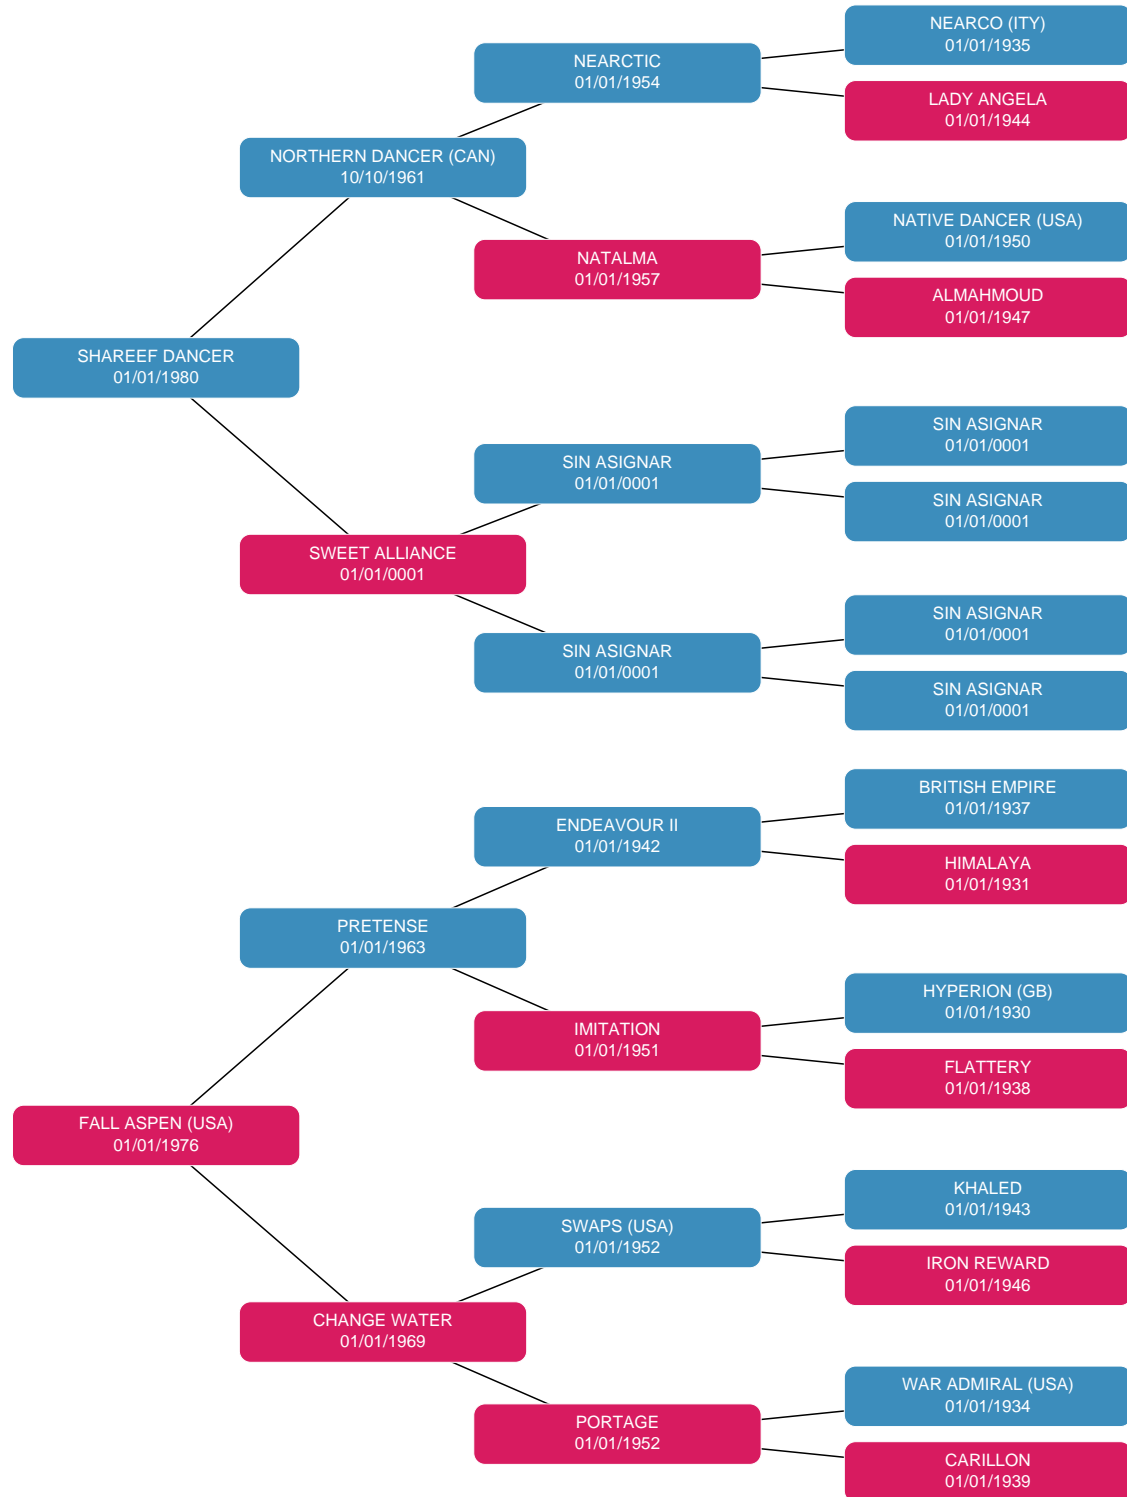 NEARCO (ITY)
01/01/1935
NEARCTIC
01/01/1954
LADY ANGELA
01/01/1944
NORTHERN DANCER (CAN)
10/10/1961
NATIVE DANCER (USA)
01/01/1950
NATALMA
01/01/1957
ALMAHMOUD
01/01/1947
SHAREEF DANCER
01/01/1980
SIN ASIGNAR
01/01/0001
SIN ASIGNAR
01/01/0001
SIN ASIGNAR
01/01/0001
SWEET ALLIANCE
01/01/0001
SIN ASIGNAR
01/01/0001
SIN ASIGNAR
01/01/0001
SIN ASIGNAR
01/01/0001
BRITISH EMPIRE
01/01/1937
ENDEAVOUR II
01/01/1942
HIMALAYA
01/01/1931
PRETENSE
01/01/1963
HYPERION (GB)
01/01/1930
IMITATION
01/01/1951
FLATTERY
01/01/1938
FALL ASPEN (USA)
01/01/1976
KHALED
01/01/1943
SWAPS (USA)
01/01/1952
IRON REWARD
01/01/1946
CHANGE WATER
01/01/1969
WAR ADMIRAL (USA)
01/01/1934
PORTAGE
01/01/1952
CARILLON
01/01/1939